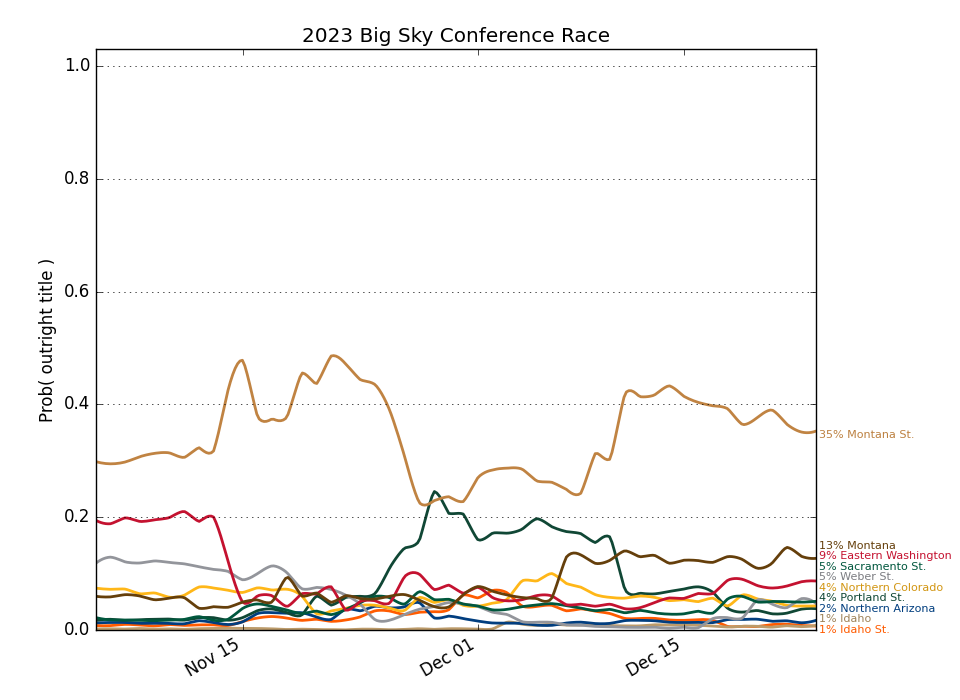 2023 Big Sky Conference Race
Prob( outright title )
1.0
0.8
0.6
0.4
0.2
0.0
Nov 15
Dec 01
Dec 15
35% Montana St.
13% Montana
9% Eastern Washington
5% Sacramento St.
5% Weber St.
4% Northern Colorado
4% Portland St.
2% Northern Arizona
1% Idaho
1% Idaho St.